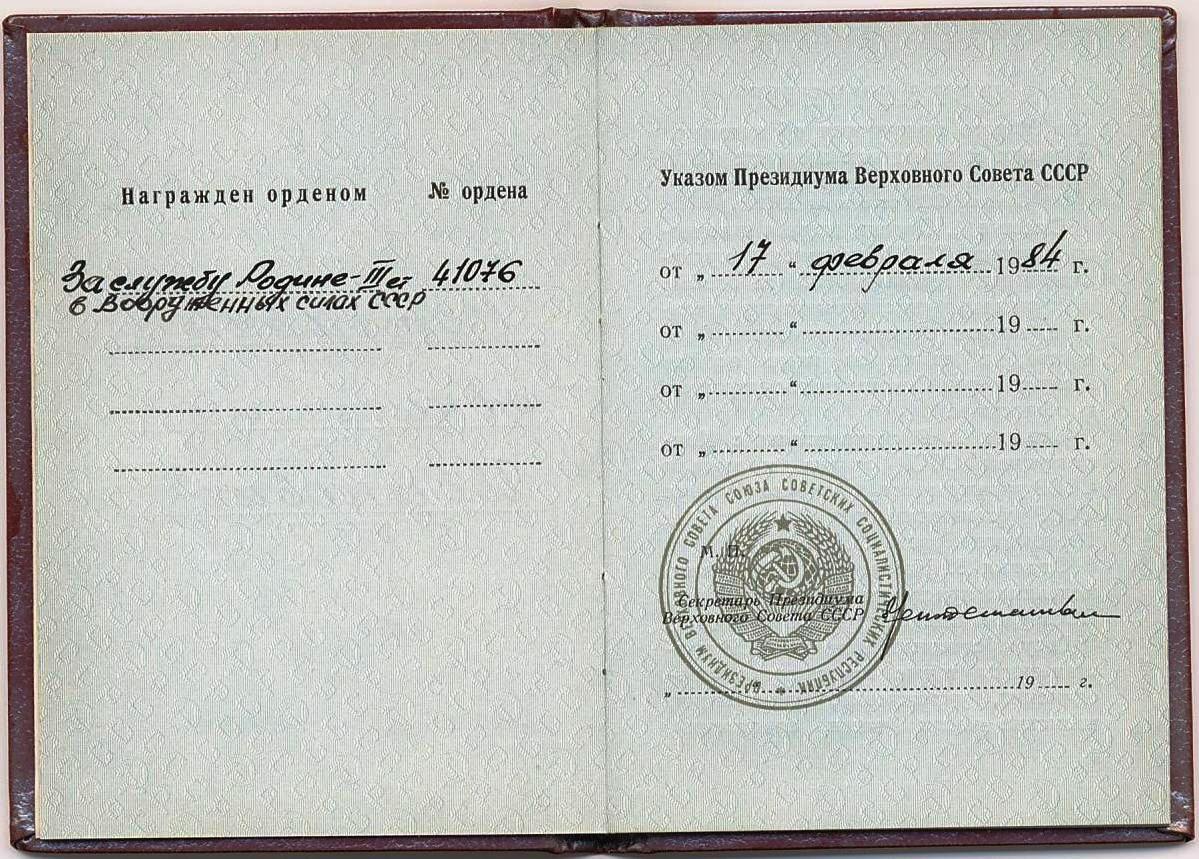 Награжден орденом № ордена
За службу Родине - III ст 41076
в Вооруженных силах СССР
Указом Президиума Верховного Совета СССР
от „ 17 “ февраля 1984 г.
от „ “ 19 г.
от „ “ 19 г.
от „ “ 19 г.
ПРЕЗИДИУМ ВЕРХОВНОГО СОВЕТА СОЮЗА СОВЕТСКИХ СОЦИАЛИСТИЧЕСКИХ РЕСПУБЛИК
М. П.
Секретарь Президиума
Верховного Совета СССР
„ 19 г.